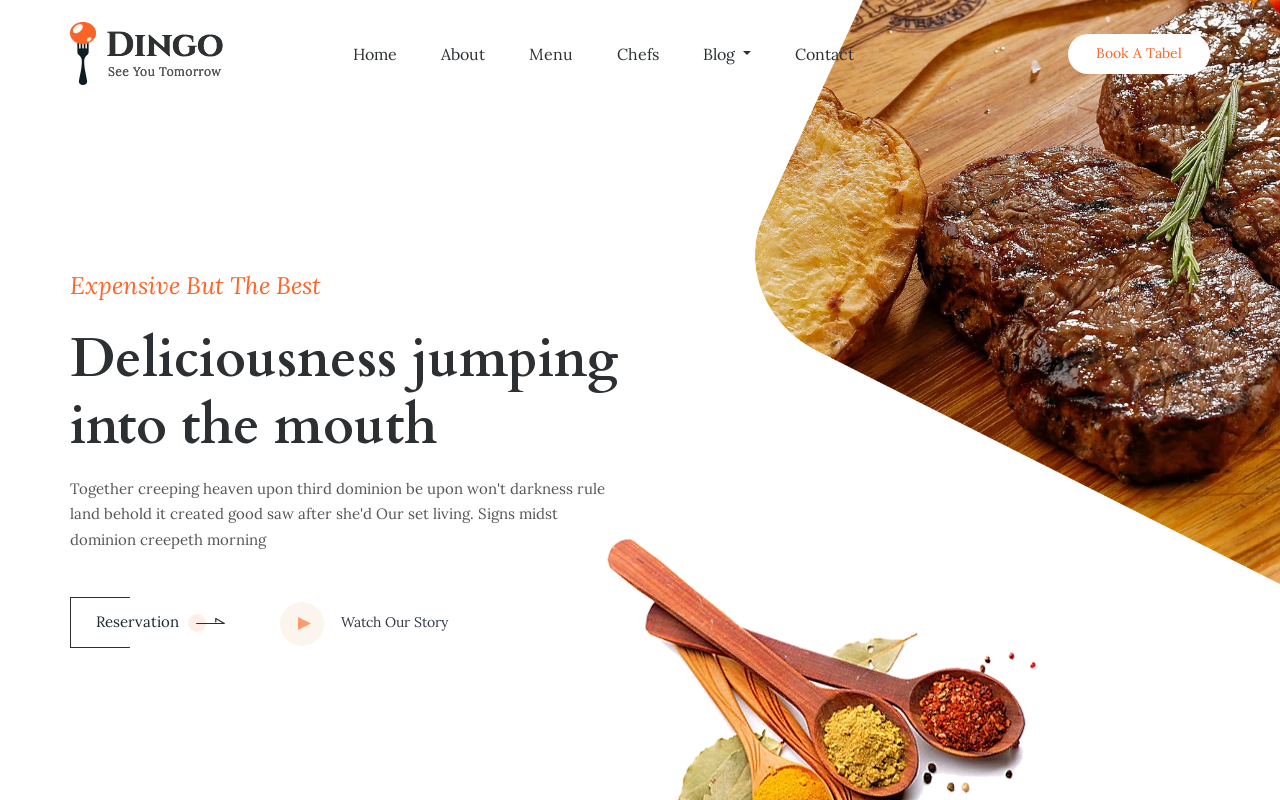 DINGO
See You Tomorrow
Home About Menu Chefs Blog Contact
Book A Tabel
Expensive But The Best
Deliciousness jumping
into the mouth
Together creeping heaven upon third dominion be upon won't darkness rule
land behold it created good saw after she'd Our set living. Signs midst
dominion creepeth morning
Reservation
Watch Our Story